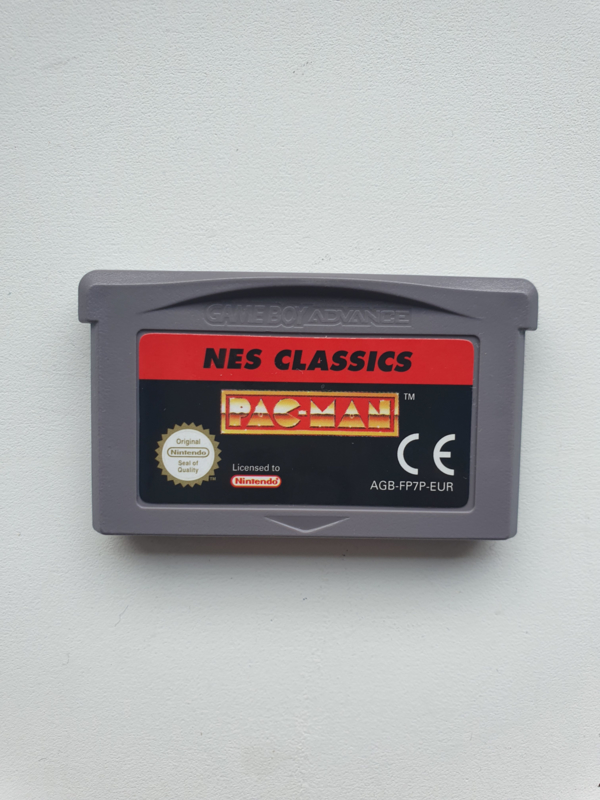 GAME BOY ADVANCE
NES CLASSICS
PAC-MAN TM
Original
Nintendo
Seal of
Quality
TM
Licensed to
Nintendo
CE
AGB-FP7P-EUR